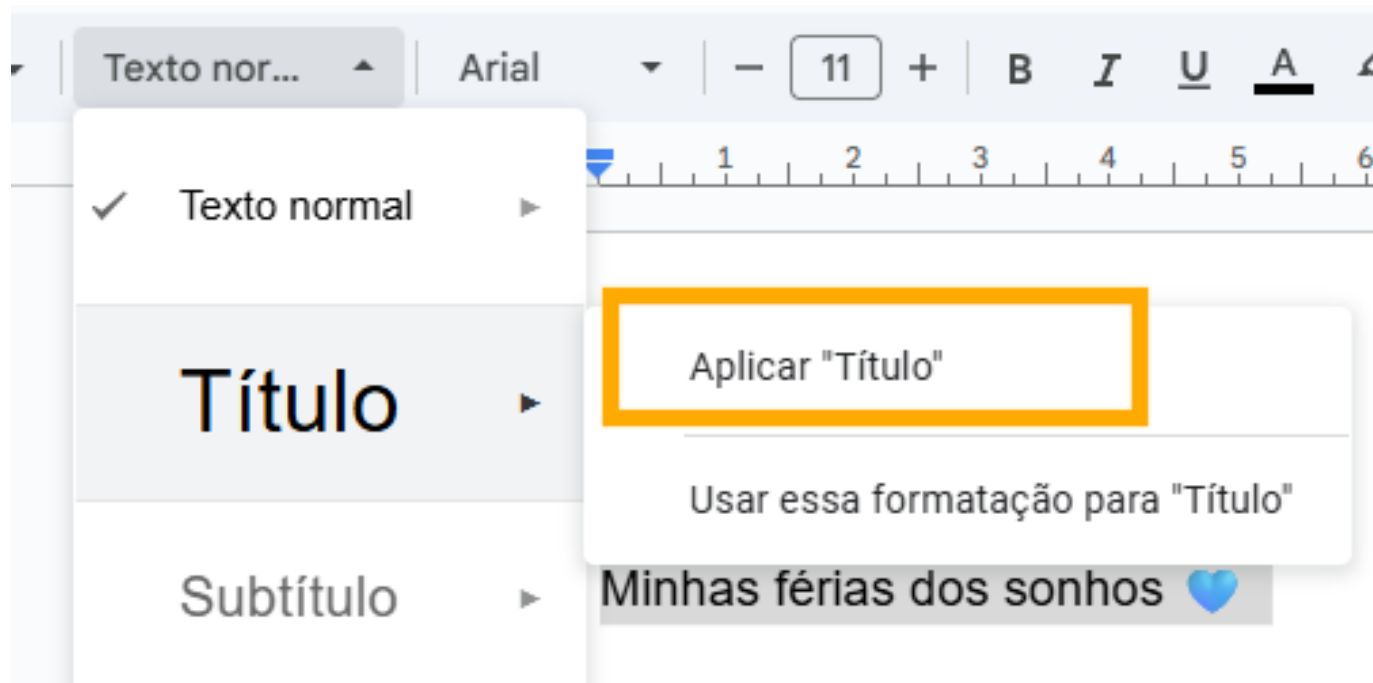 Texto nor... Arial − 11 + B I U A
1 2 3 4 5 6
Texto normal
Título
Aplicar "Título"
Usar essa formatação para "Título"
Subtítulo
Minhas férias dos sonhos 💙